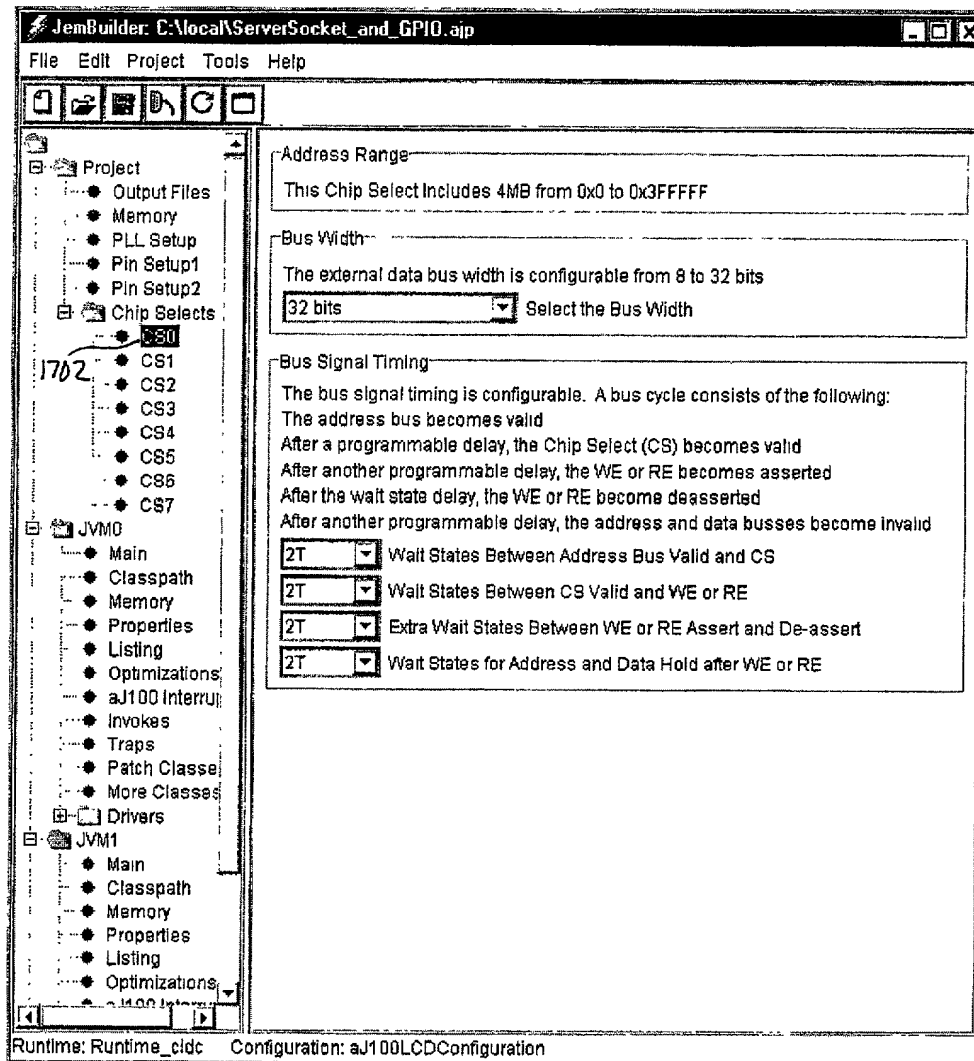 JemBuilder: C:\local\ServerSocket_and_GPIO.ajp
File Edit Project Tools Help
Project
Output Files
Memory
PLL Setup
Pin Setup1
Pin Setup2
Chip Selects
CS0
1702
CS1
CS2
CS3
CS4
CS5
CS6
CS7
JVM0
Main
Classpath
Memory
Properties
Listing
Optimizations
aJ100 Interrup
Invokes
Traps
Patch Classe
More Classes
Drivers
JVM1
Main
Classpath
Memory
Properties
Listing
Optimizations
aJ100 Interru
Address Range
This Chip Select Includes 4MB from 0x0 to 0x3FFFFF
Bus Width
The external data bus width is configurable from 8 to 32 bits
32 bits Select the Bus Width
Bus Signal Timing
The bus signal timing is configurable. A bus cycle consists of the following:
The address bus becomes valid
After a programmable delay, the Chip Select (CS) becomes valid
After another programmable delay, the WE or RE becomes asserted
After the wait state delay, the WE or RE become deasserted
After another programmable delay, the address and data busses become invalid
2T Wait States Between Address Bus Valid and CS
2T Wait States Between CS Valid and WE or RE
2T Extra Wait States Between WE or RE Assert and De-assert
2T Wait States for Address and Data Hold after WE or RE
Runtime: Runtime_cldc Configuration: aJ100LCDConfiguration